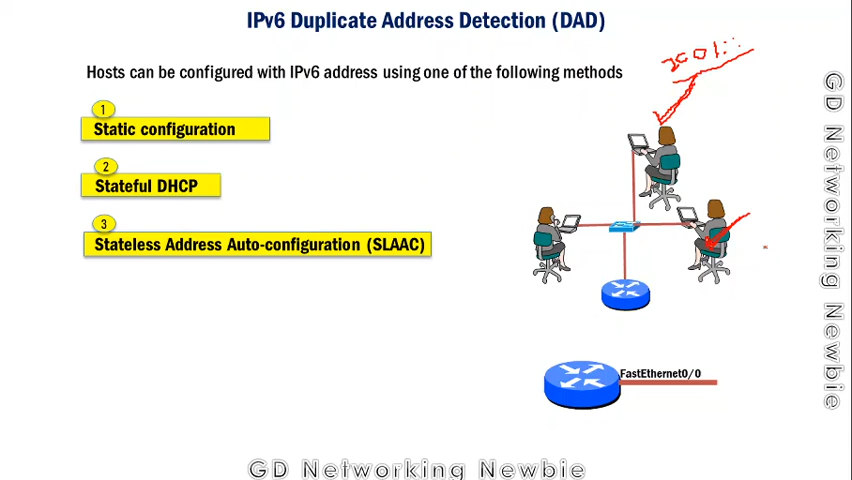 IPv6 Duplicate Address Detection (DAD)
Hosts can be configured with IPv6 address using one of the following methods
2001::
1
Static configuration
2
Stateful DHCP
3
Stateless Address Auto-configuration (SLAAC)
FastEthernet0/0
GD Networking Newbie
GD Networking Newbie